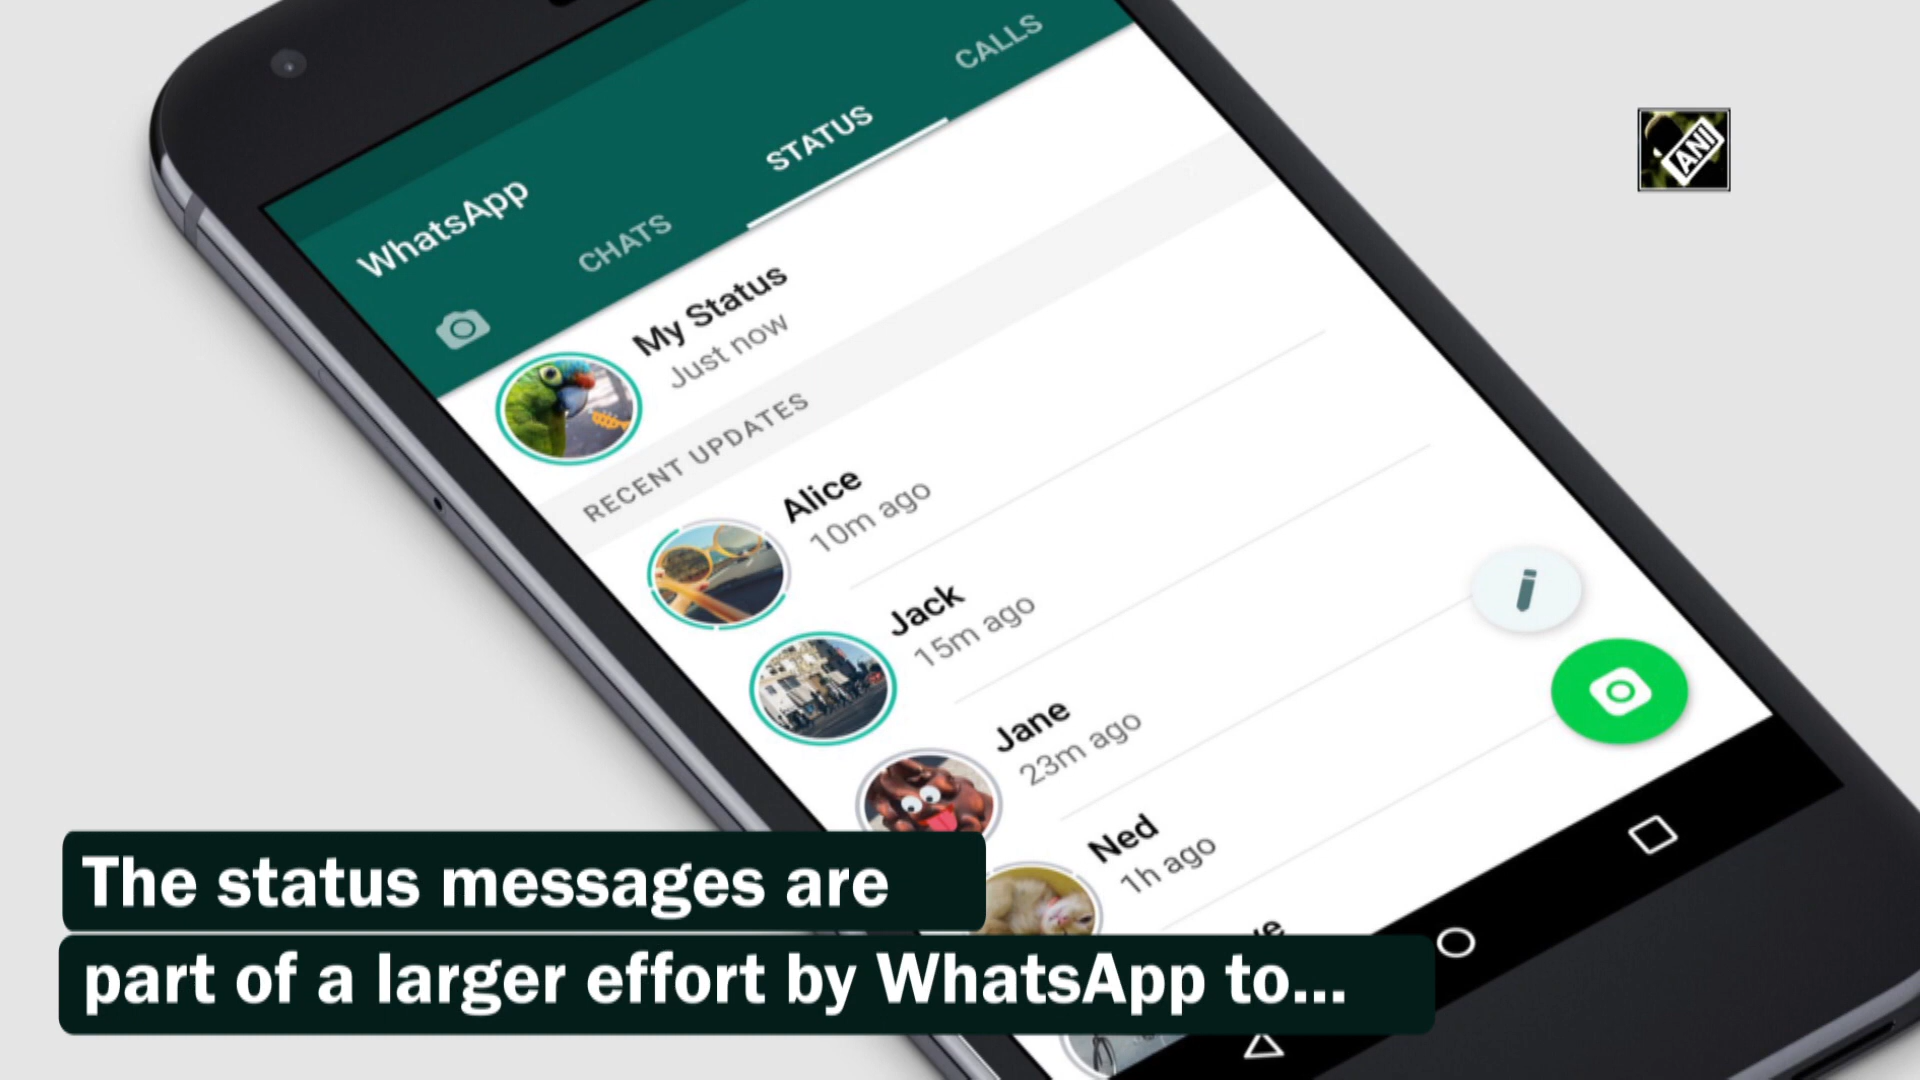 CALLS
STATUS
WhatsApp
CHATS
ANI
My Status
Just now
RECENT UPDATES
Alice
10m ago
Jack
15m ago
Jane
23m ago
Ned
1h ago
The status messages are
part of a larger effort by WhatsApp to...